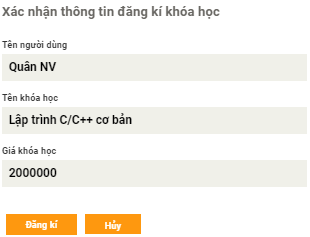 Xác nhận thông tin đăng kí khóa học
Tên người dùng
Quân NV
Tên khóa học
Lập trình C/C++ cơ bản
Giá khóa học
2000000
Đăng kí Hủy